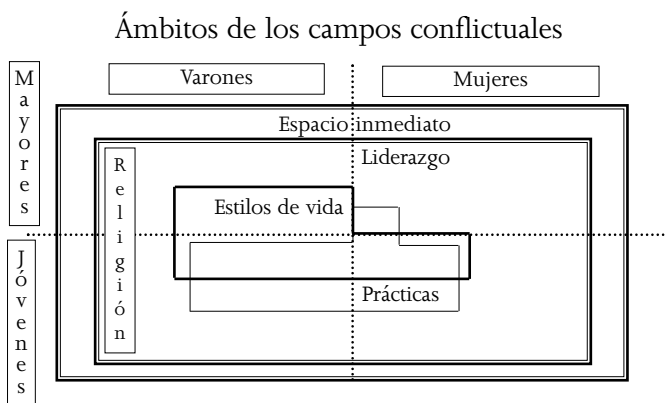 Ámbitos de los campos conflictuales
Varones
Mujeres
Mayores
Espacio inmediato
Liderazgo
Religión
Estilos de vida
Jóvenes
Prácticas